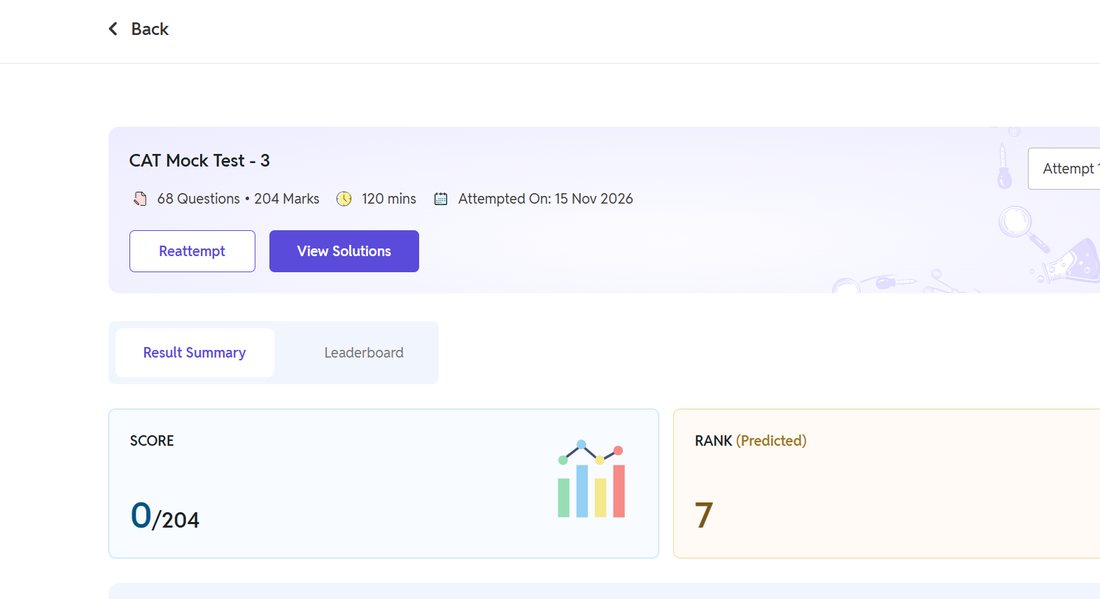 Back
CAT Mock Test - 3
68 Questions • 204 Marks 120 mins Attempted On: 15 Nov 2026
Attempt
Reattempt View Solutions
Result Summary Leaderboard
SCORE
0/204
RANK (Predicted)
7